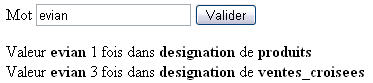 Mot evian Valider
Valeur evian 1 fois dans designation de produits
Valeur evian 3 fois dans designation de ventes_croisees